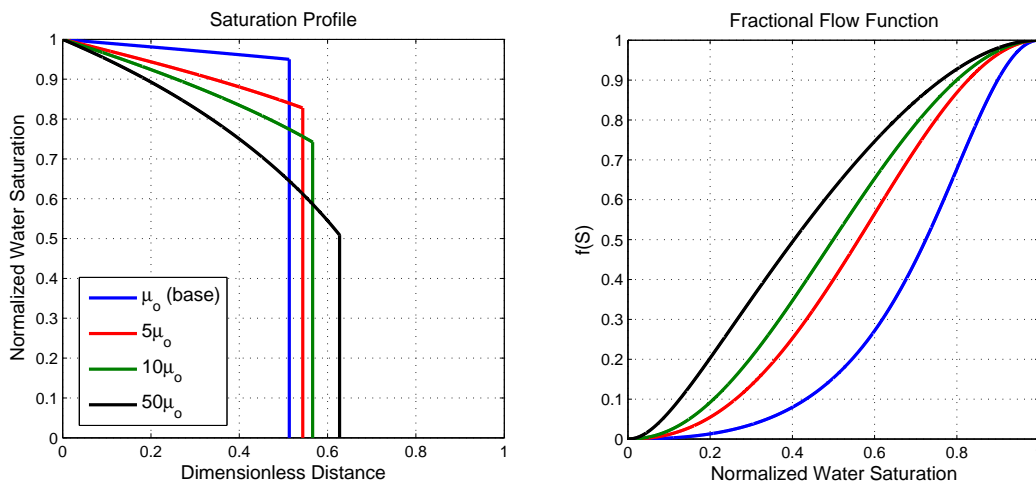 Saturation Profile
Normalized Water Saturation
1
0.9
0.8
0.7
0.6
0.5
0.4
0.3
0.2
0.1
0
μo (base)
5μo
10μo
50μo
0 0.2 0.4 0.6 0.8 1
Dimensionless Distance
Fractional Flow Function
f(S)
1
0.9
0.8
0.7
0.6
0.5
0.4
0.3
0.2
0.1
0
0 0.2 0.4 0.6 0.8
Normalized Water Saturation